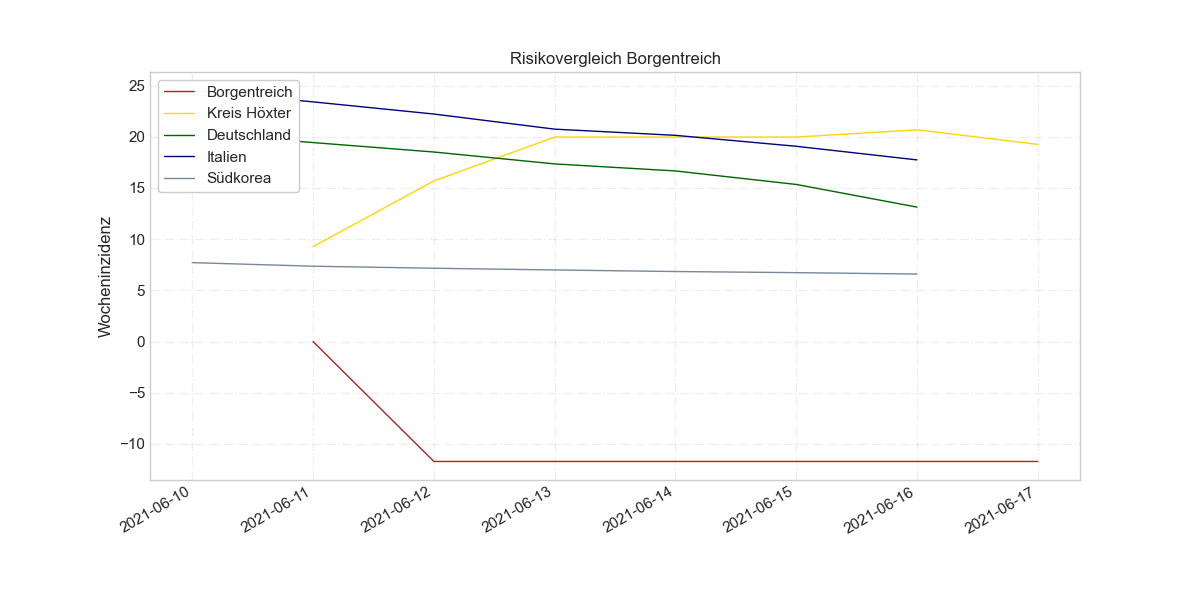 Risikovergleich Borgentreich
Borgentreich
Kreis Höxter
Deutschland
Italien
Südkorea
Wocheninzidenz
25
20
15
10
5
0
−5
−10
2021-06-10
2021-06-11
2021-06-12
2021-06-13
2021-06-14
2021-06-15
2021-06-16
2021-06-17